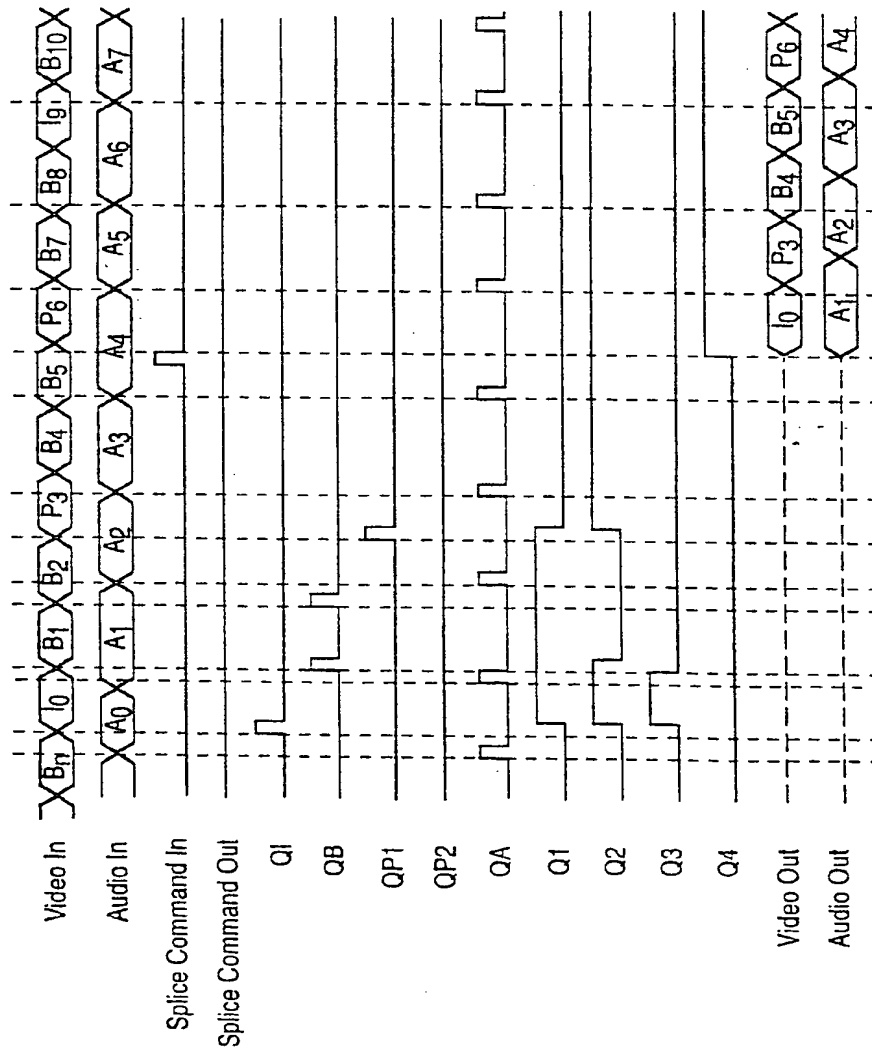 Video In Bn I0 B1 B2 P3 B4 B5 P6 B7 B8 I9 B10
Audio In A0 A1 A2 A3 A4 A5 A6 A7
Splice Command In
Splice Command Out
QI
QB
QP1
QP2
QA
Q1
Q2
Q3
Q4
Video Out I0 P3 B4 B5 P6
Audio Out A1 A2 A3 A4